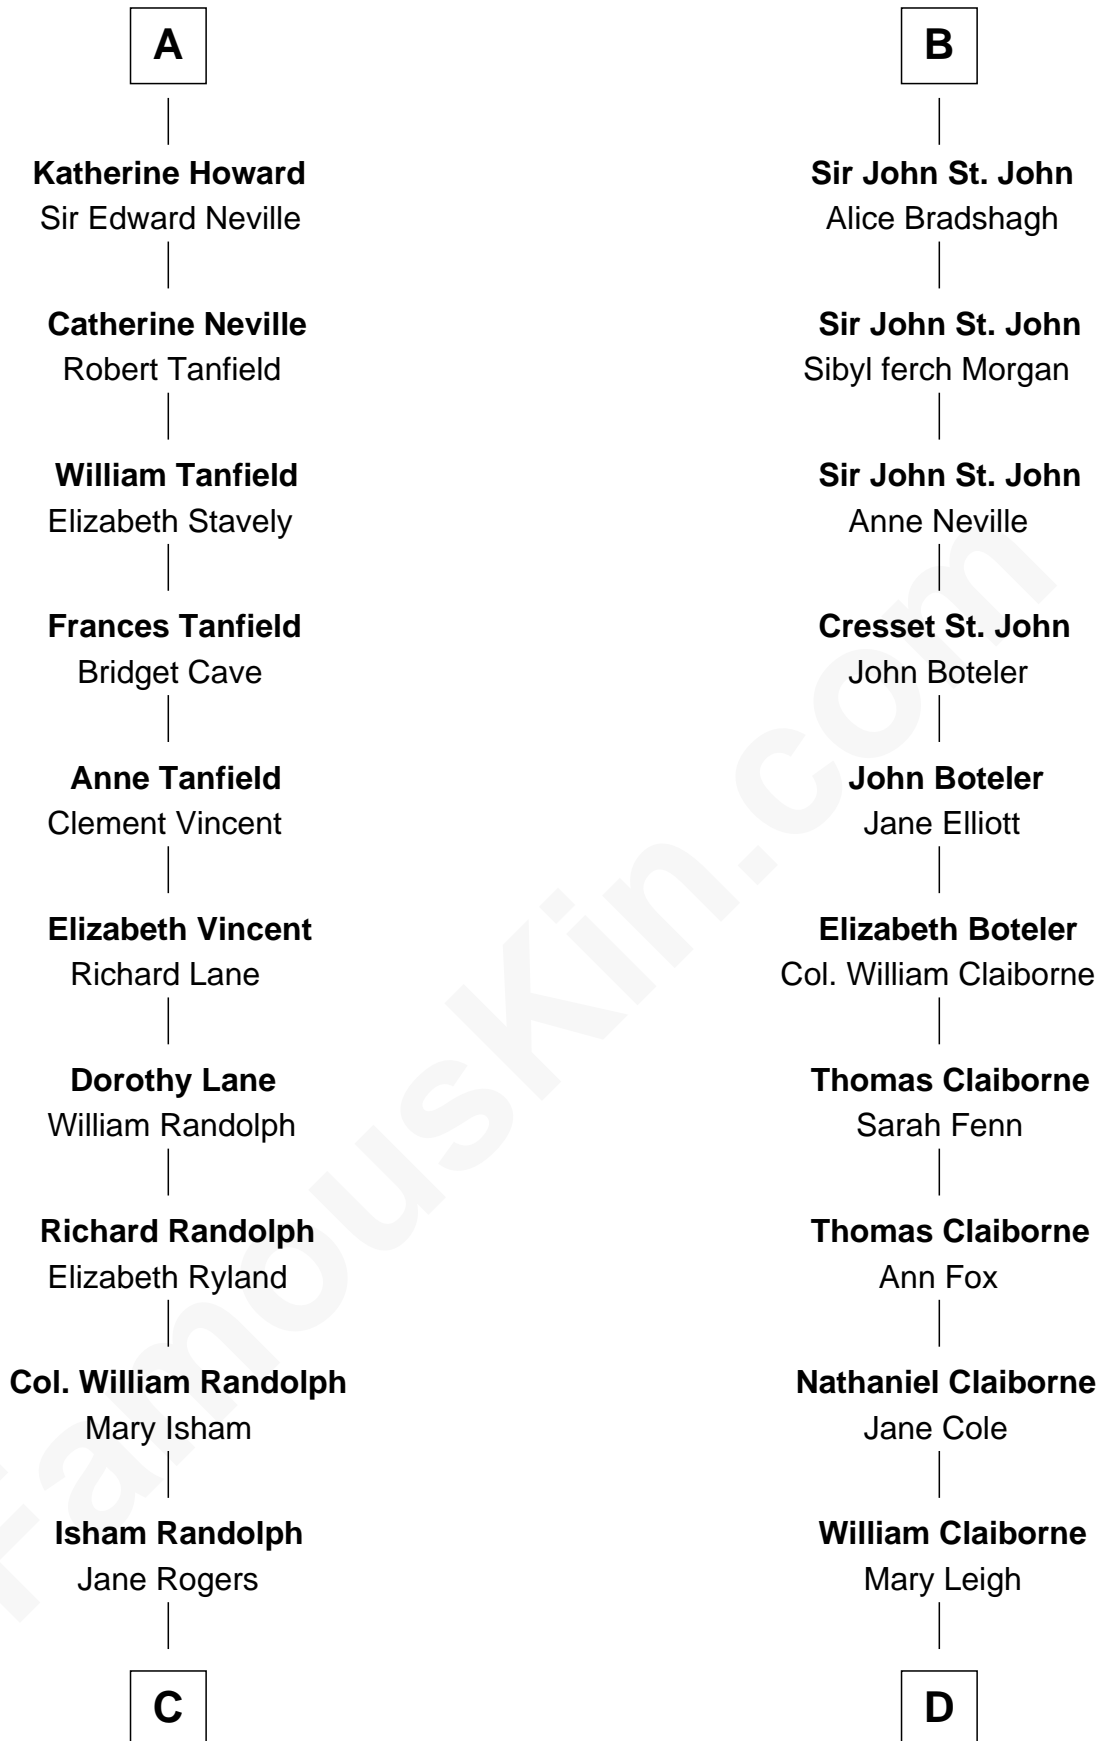 A
Katherine Howard
Sir Edward Neville
Catherine Neville
Robert Tanfield
William Tanfield
Elizabeth Stavely
Frances Tanfield
Bridget Cave
Anne Tanfield
Clement Vincent
Elizabeth Vincent
Richard Lane
Dorothy Lane
William Randolph
Richard Randolph
Elizabeth Ryland
Col. William Randolph
Mary Isham
Isham Randolph
Jane Rogers
C
B
Sir John St. John
Alice Bradshagh
Sir John St. John
Sibyl ferch Morgan
Sir John St. John
Anne Neville
Cresset St. John
John Boteler
John Boteler
Jane Elliott
Elizabeth Boteler
Col. William Claiborne
Thomas Claiborne
Sarah Fenn
Thomas Claiborne
Ann Fox
Nathaniel Claiborne
Jane Cole
William Claiborne
Mary Leigh
D
FamousKin.com